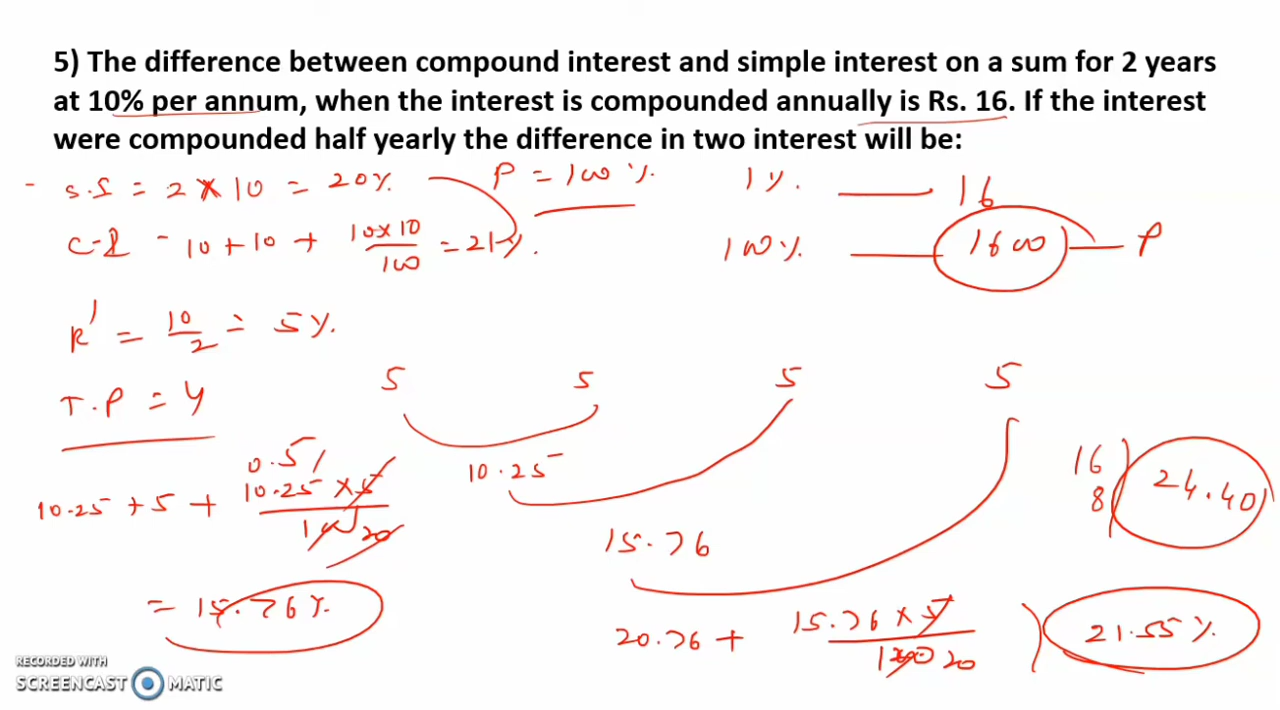 5) The difference between compound interest and simple interest on a sum for 2 years
at 10% per annum, when the interest is compounded annually is Rs. 16. If the interest
were compounded half yearly the difference in two interest will be:
- S.I = 2 × 10 = 20%
P = 100%.
1%. 16
C-I - 10 + 10 + 10×10/100 = 21%.
100%. 1600 P
R' = 10/2 = 5%.
T.P = 4
5 5 5 5
10.25
0.51
10.25 + 5 + 10.25 × 5/100 20
= 15.76%.
15.76
20.76 + 15.76 × 5/100 20
21.55%.
16
8
24.40
RECORDED WITH
SCREENCAST MATIC